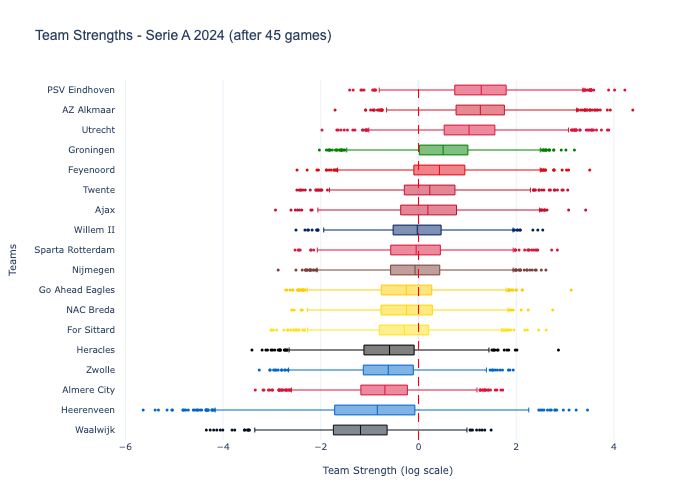 Team Strengths - Serie A 2024 (after 45 games)
PSV Eindhoven
AZ Alkmaar
Utrecht
Groningen
Feyenoord
Twente
Ajax
Willem II
Sparta Rotterdam
Nijmegen
Go Ahead Eagles
NAC Breda
For Sittard
Heracles
Zwolle
Almere City
Heerenveen
Waalwijk
Teams
−6 −4 −2 0 2 4
Team Strength (log scale)